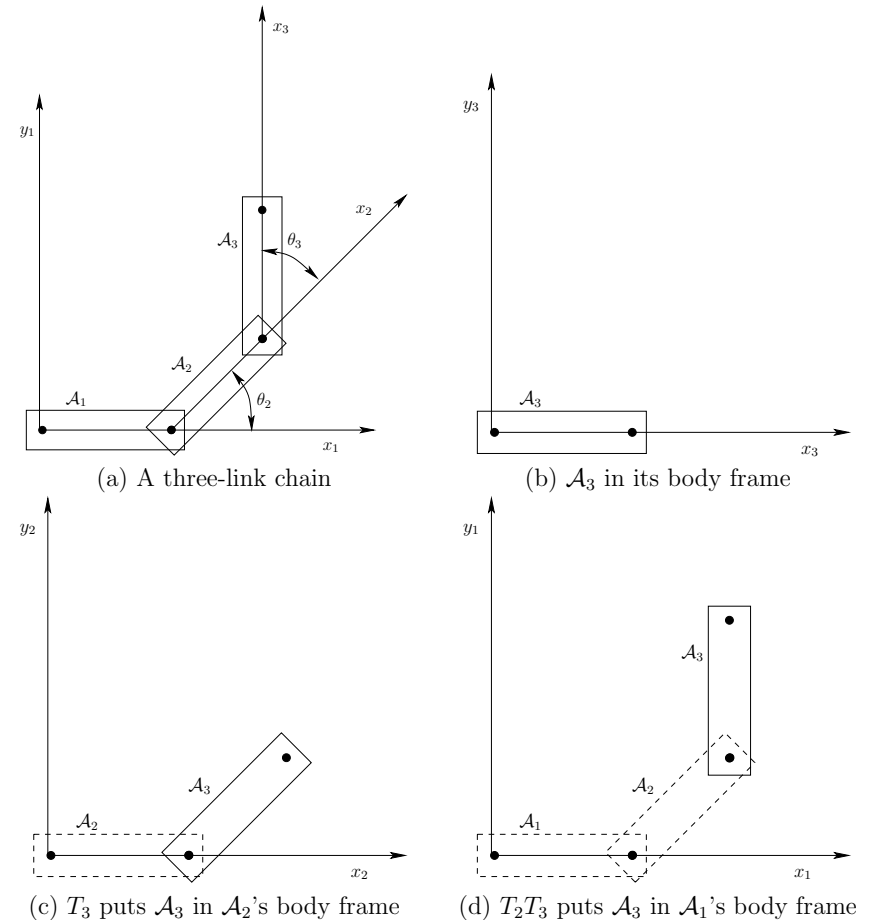 x₃
y₁
x₂
𝒜₃
θ₃
𝒜₂
𝒜₁
θ₂
x₁
(a) A three-link chain
y₃
𝒜₃
x₃
(b) 𝒜₃ in its body frame
y₂
𝒜₃
𝒜₂
x₂
(c) T₃ puts 𝒜₃ in 𝒜₂'s body frame
y₁
𝒜₃
𝒜₂
𝒜₁
x₁
(d) T₂T₃ puts 𝒜₃ in 𝒜₁'s body frame